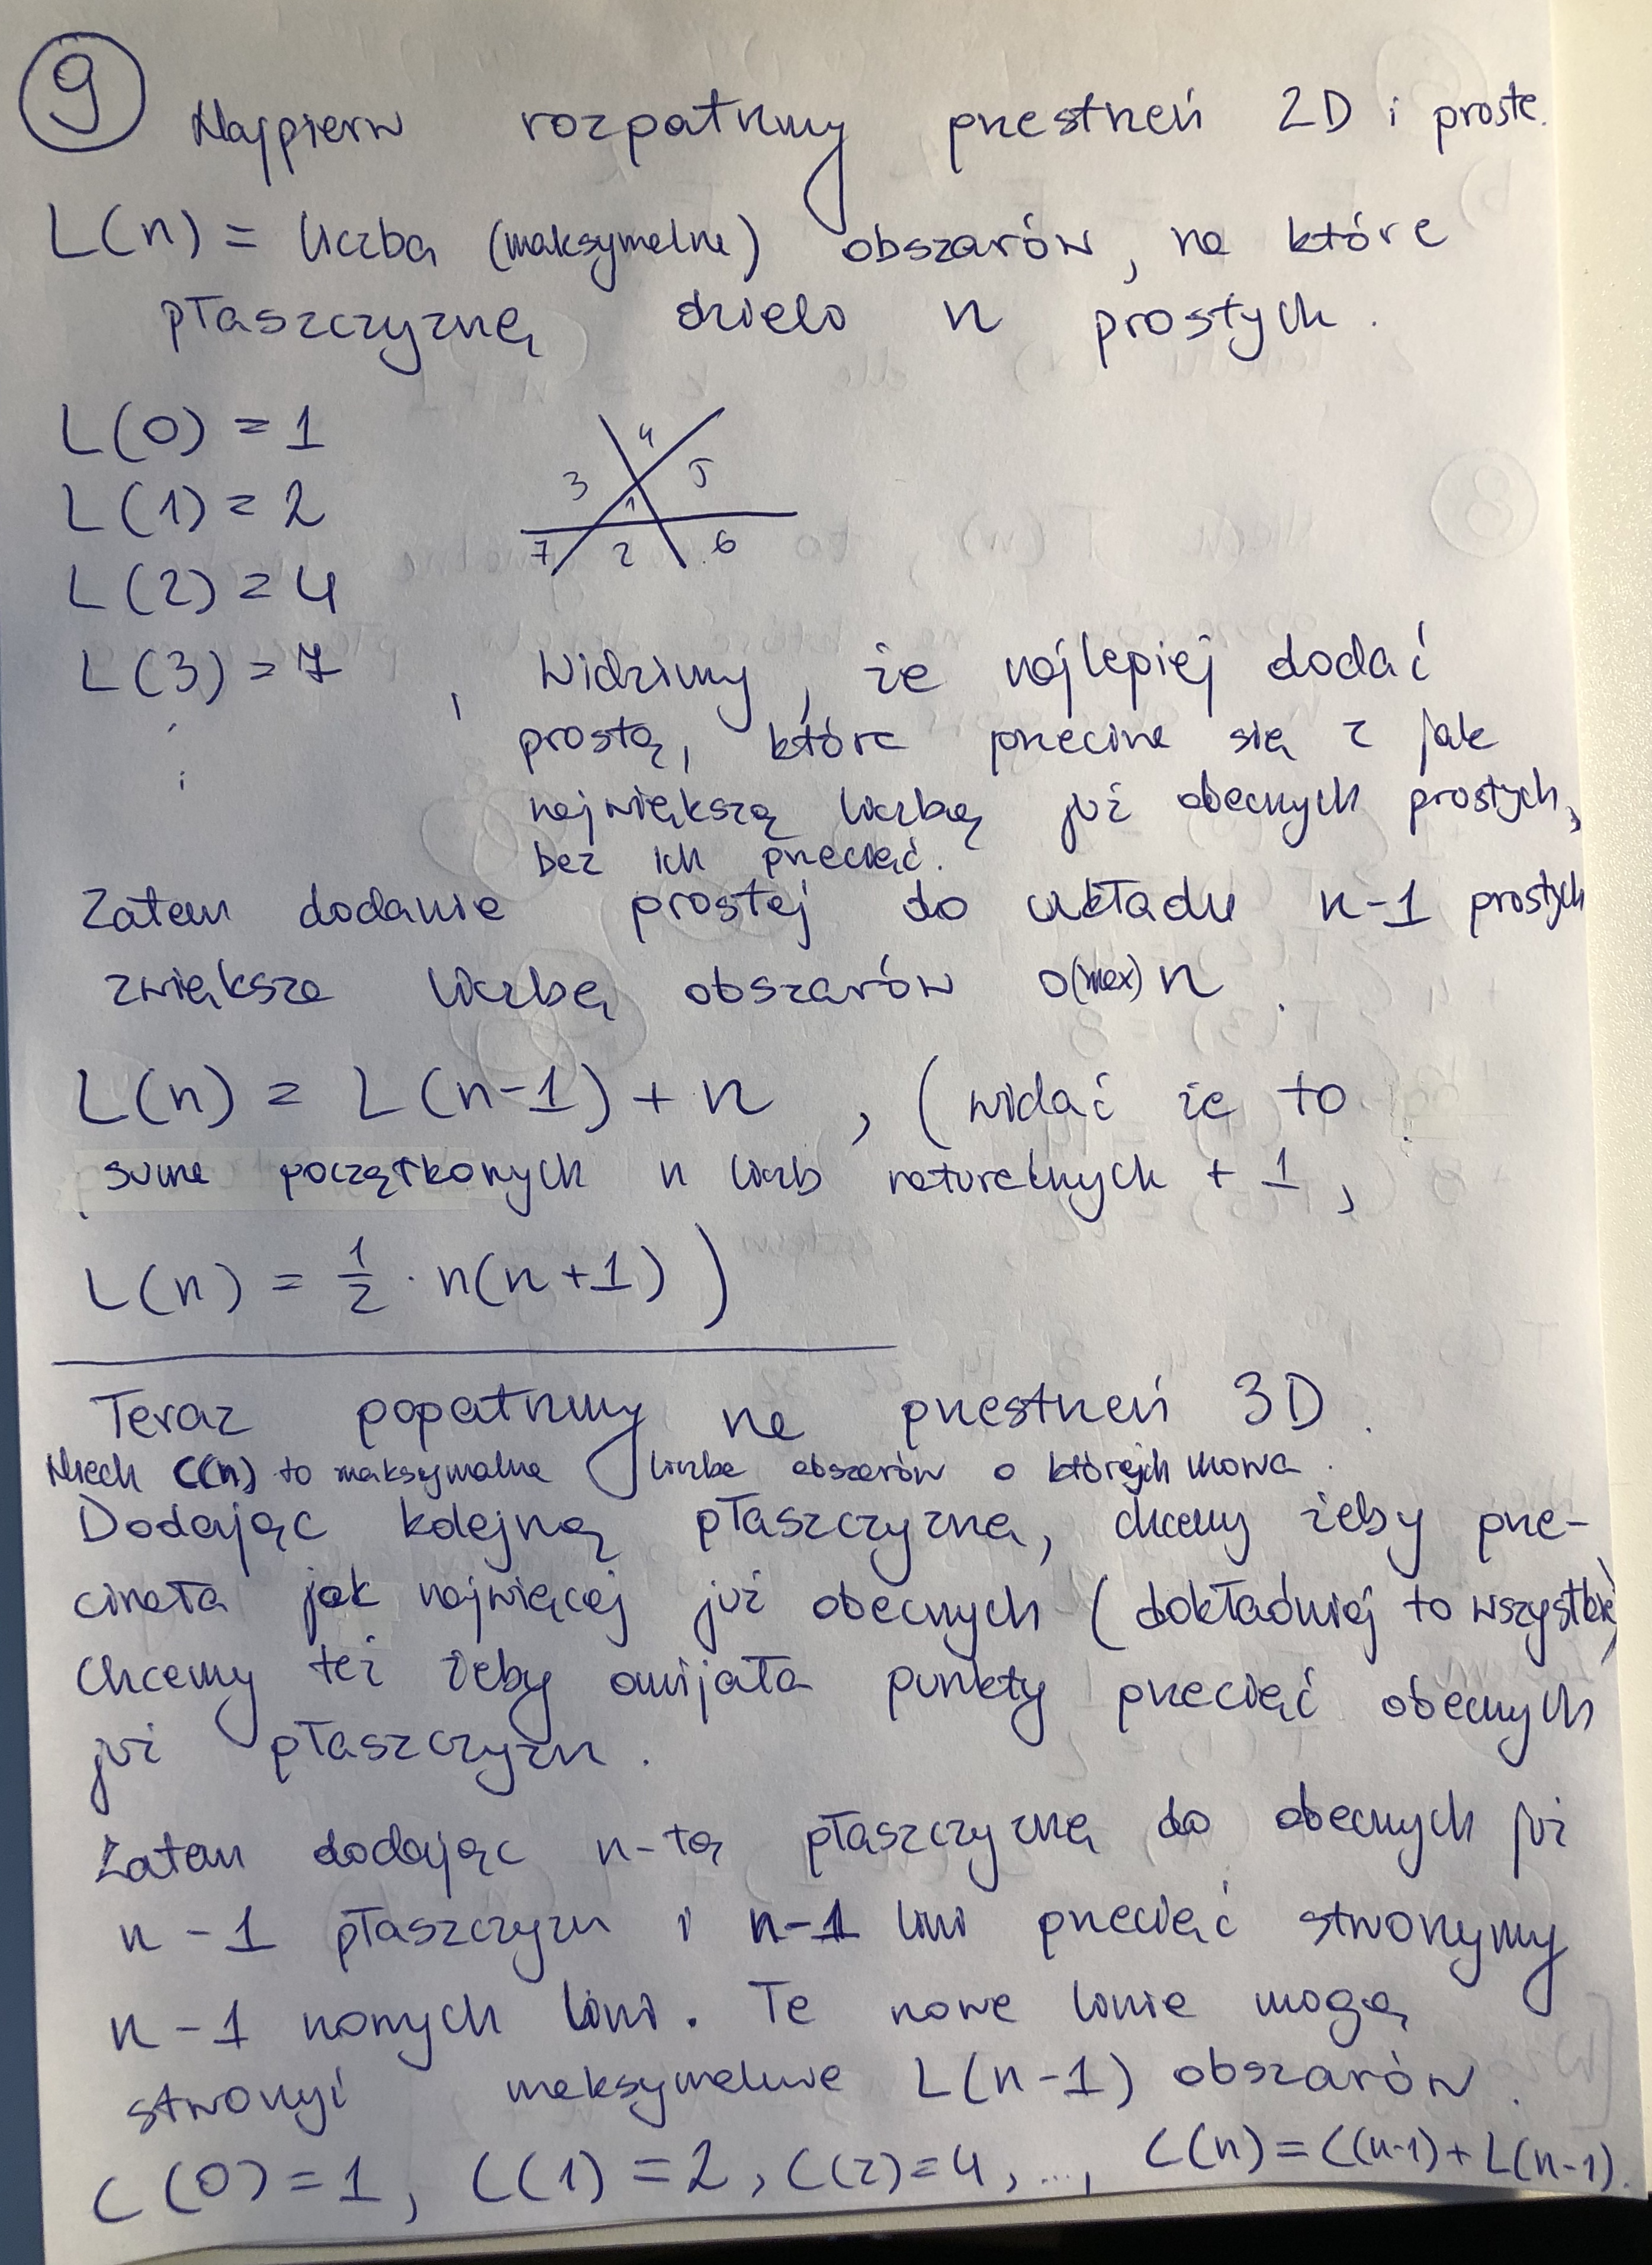 9
Najpierw rozpatrzmy przestrzeń 2D i proste.
L(n) = liczba (maksymalna) obszarów, na które
płaszczyznę dzieli n prostych.
L(0) = 1
L(1) = 2
L(2) = 4
L(3) = 7
4
3 5
1
7 2 6
, Widzimy, że najlepiej dodać
prostą, która przecina się z jak
największą liczbą już obecnych prostych,
bez ich przecięć.
Zatem dodanie prostej do układu n-1 prostych
zwiększa liczbę obszarów o(max) n.
L(n) = L(n-1) + n , (widać że to
suma początkowych n liczb naturalnych + 1,
L(n) = 1/2 · n(n+1))
Teraz popatrzmy na przestrzeń 3D.
Niech C(n) to maksymalna liczba obszarów o których mowa.
Dodając kolejną płaszczyznę, chcemy żeby prze-
cinała jak najwięcej już obecnych (dokładniej to wszystkie)
Chcemy też żeby omijała punkty przecięć obecnych
już płaszczyzn.
Zatem dodając n-tą płaszczyznę do obecnych już
n-1 płaszczyzn i n-1 linii przecięć stworzymy
n-1 nowych linii. Te nowe linie mogą
stworzyć maksymalnie L(n-1) obszarów.
C(0)=1, C(1)=2, C(2)=4, ..., C(n)=C(n-1)+L(n-1).